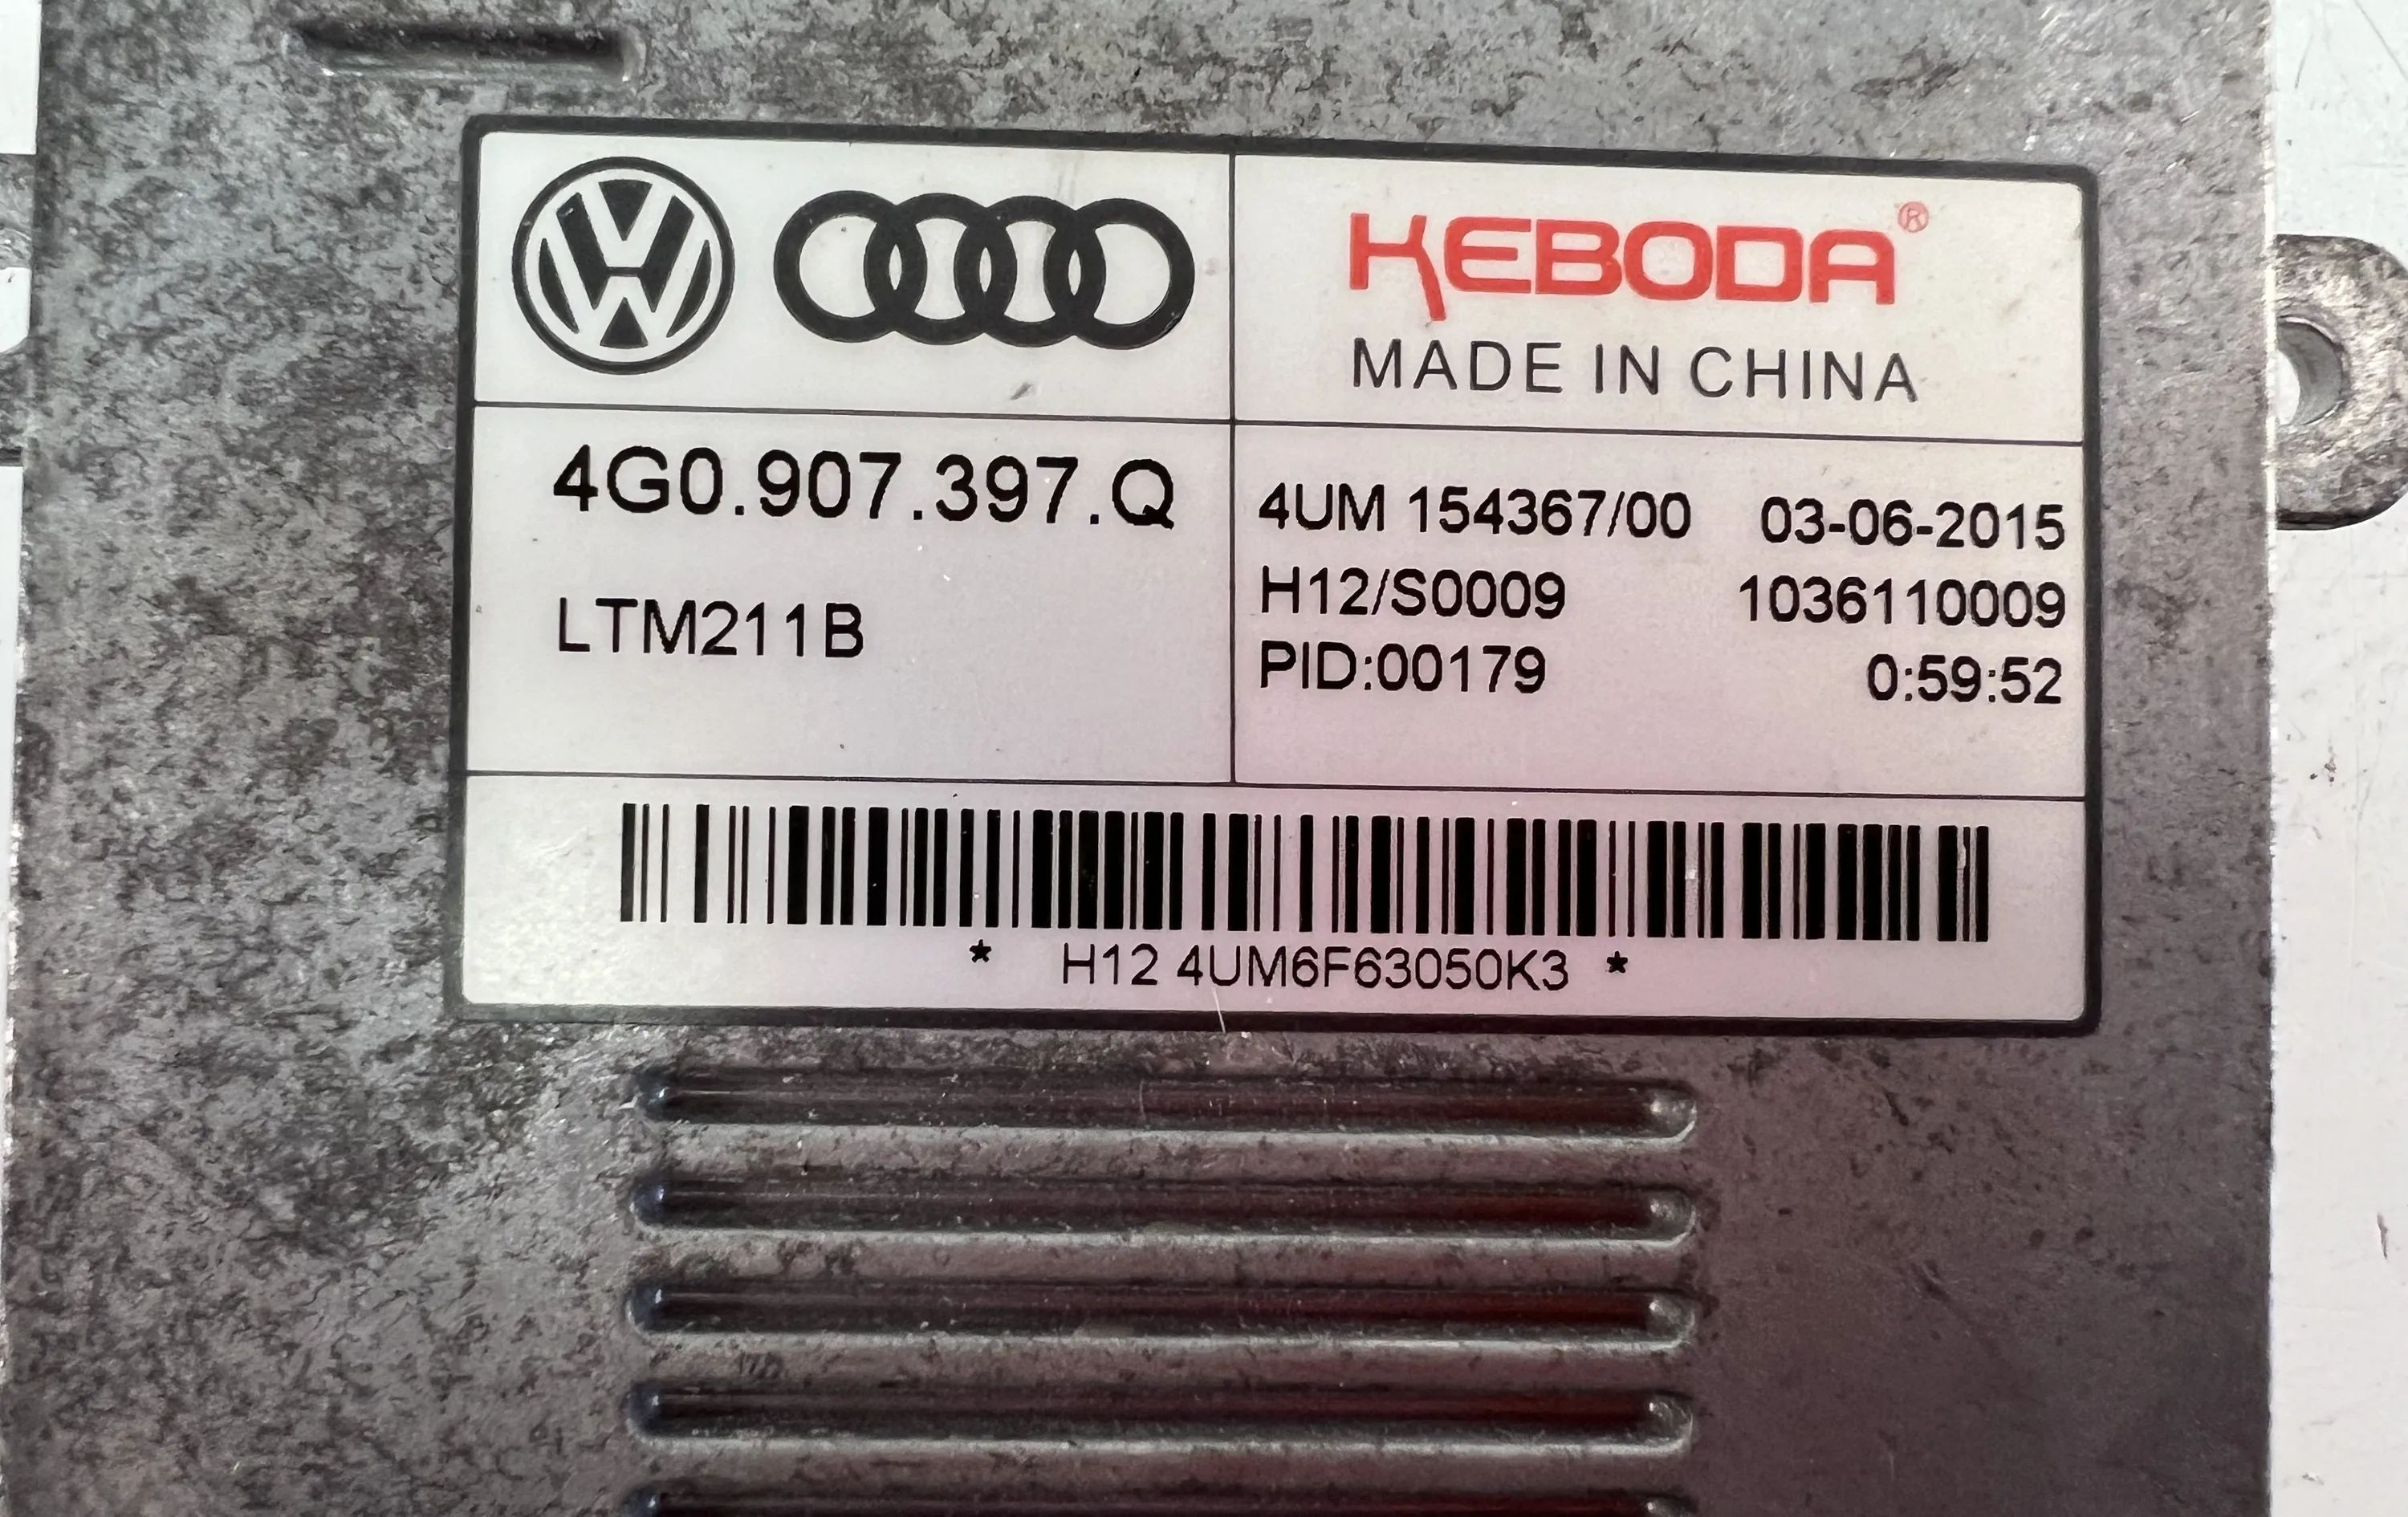 KEBODA®
MADE IN CHINA
4G0.907.397.Q
LTM211B
4UM 154367/00 03-06-2015
H12/S0009 1036110009
PID:00179 0:59:52
* H12 4UM6F63050K3 *